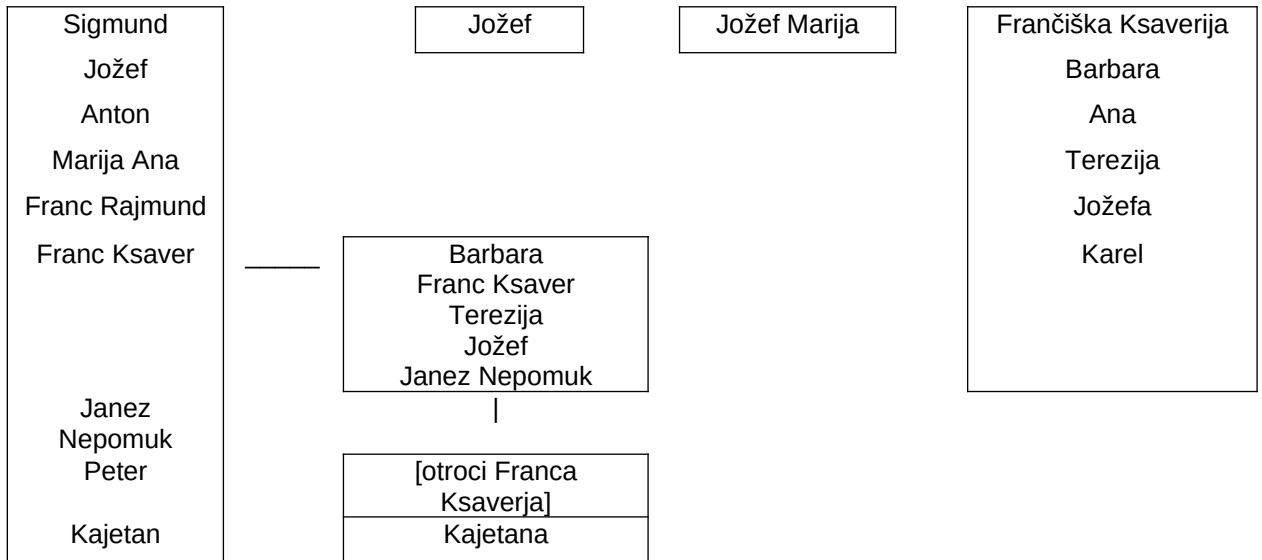 Sigmund
Jožef
Anton
Marija Ana
Franc Rajmund
Franc Ksaver
Janez
Nepomuk
Peter
Kajetan
Jožef
Barbara
Franc Ksaver
Terezija
Jožef
Janez Nepomuk
[otroci Franca
Ksaverja]
Kajetana
Jožef Marija
Frančiška Ksaverija
Barbara
Ana
Terezija
Jožefa
Karel